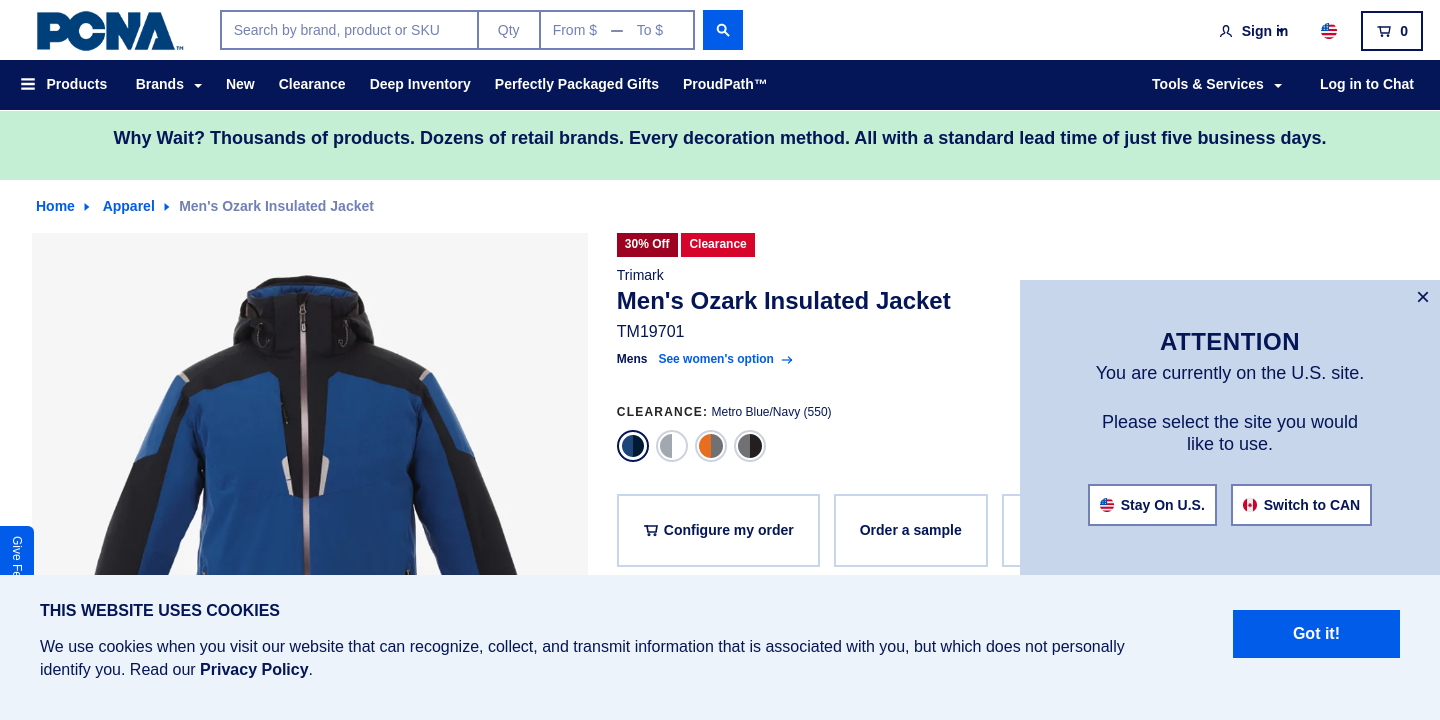 PCNA™
Search by brand, product or SKU Qty From $ — To $
Sign in 0
Products Brands New Clearance Deep Inventory Perfectly Packaged Gifts ProudPath™ Tools & Services Log in to Chat
Why Wait? Thousands of products. Dozens of retail brands. Every decoration method. All with a standard lead time of just five business days.
Home Apparel Men's Ozark Insulated Jacket
30% Off Clearance
Trimark
Men's Ozark Insulated Jacket
TM19701
Mens See women's option
CLEARANCE: Metro Blue/Navy (550)
Configure my order Order a sample
ATTENTION
You are currently on the U.S. site.
Please select the site you would
like to use.
Stay On U.S. Switch to CAN
Give
THIS WEBSITE USES COOKIES
We use cookies when you visit our website that can recognize, collect, and transmit information that is associated with you, but which does not personally
identify you. Read our Privacy Policy.
Got it!